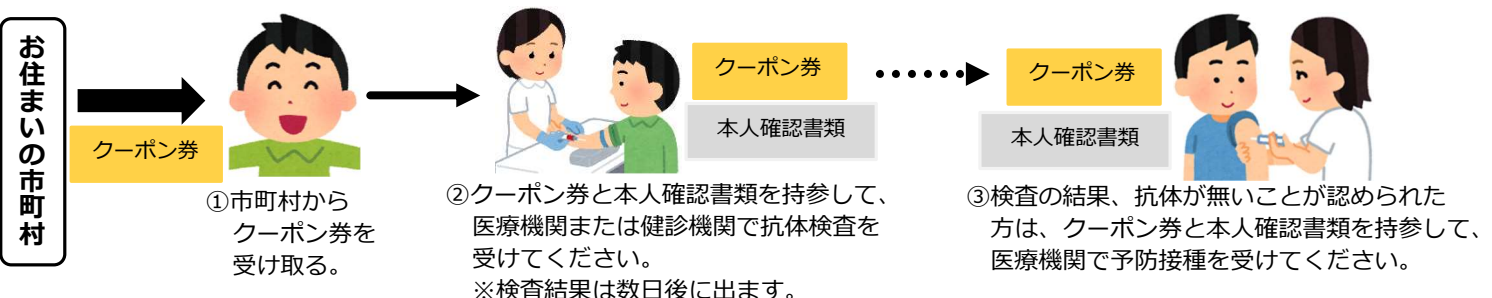 お住まいの市町村
クーポン券
①市町村から
クーポン券を
受け取る。
クーポン券
本人確認書類
②クーポン券と本人確認書類を持参して、
医療機関または健診機関で抗体検査を
受けてください。
※検査結果は数日後に出ます。
クーポン券
本人確認書類
③検査の結果、抗体が無いことが認められた
方は、クーポン券と本人確認書類を持参して、
医療機関で予防接種を受けてください。